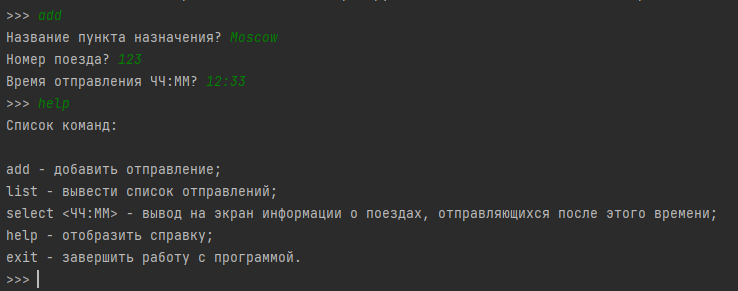 >>> add
Название пункта назначения? Moscow
Номер поезда? 123
Время отправления ЧЧ:ММ? 12:33
>>> help
Список команд:
add - добавить отправление;
list - вывести список отправлений;
select <ЧЧ:ММ> - вывод на экран информации о поездах, отправляющихся после этого времени;
help - отобразить справку;
exit - завершить работу с программой.
>>>